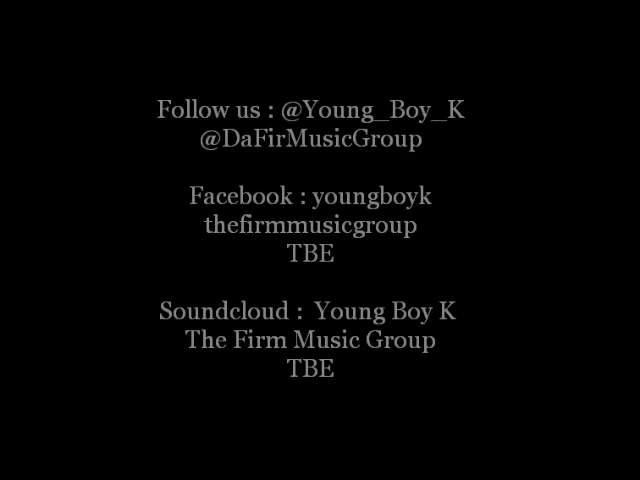 Follow us : @Young_Boy_K
@DaFirMusicGroup
Facebook : youngboyk
thefirmmusicgroup
TBE
Soundcloud :  Young Boy K
The Firm Music Group
TBE